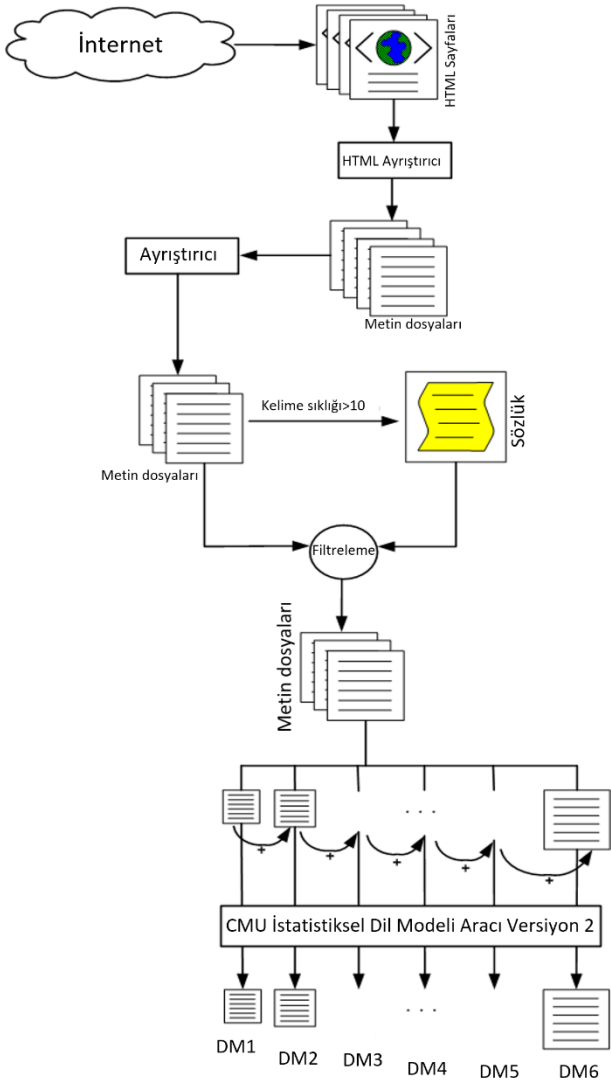 İnternet
HTML Sayfaları
HTML Ayrıştırıcı
Ayrıştırıcı
Metin dosyaları
Kelime sıklığı>10
Sözlük
Metin dosyaları
Filtreleme
Metin dosyaları
. . .
+ + + + +
CMU İstatistiksel Dil Modeli Aracı Versiyon 2
. . .
DM1 DM2 DM3 DM4 DM5 DM6